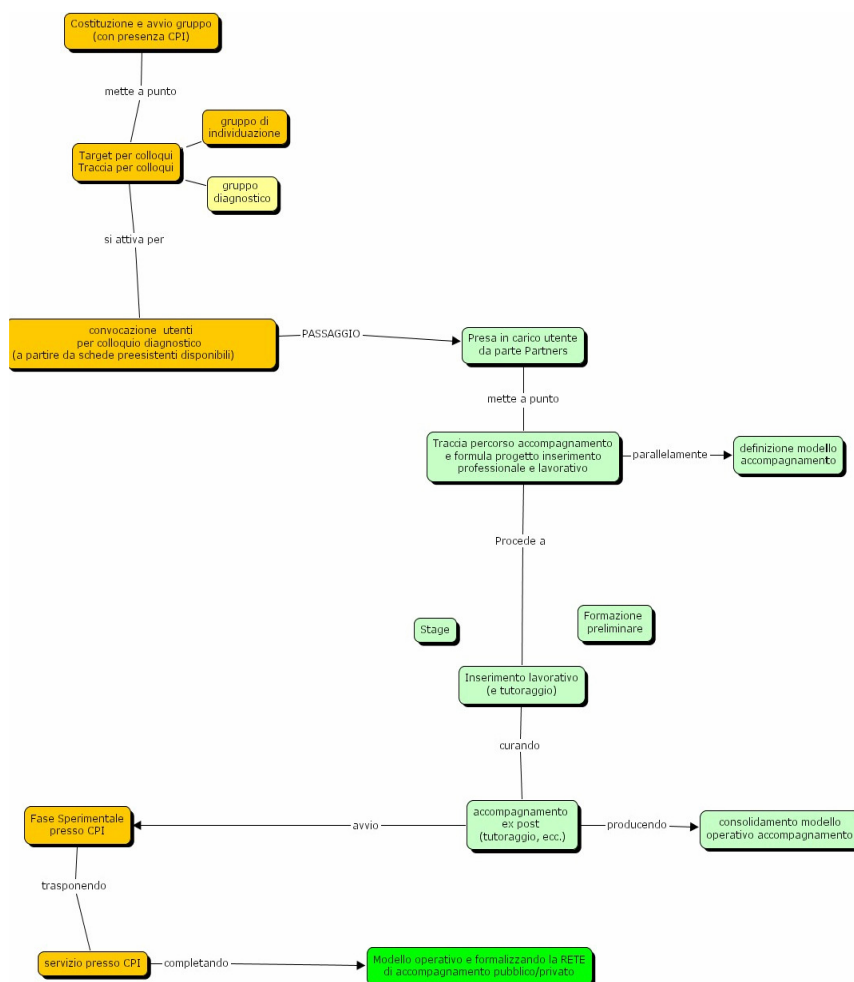 Costituzione e avvio gruppo
(con presenza CPI)
mette a punto
gruppo di
individuazione
Target per colloqui
Traccia per colloqui
gruppo
diagnostico
si attiva per
convocazione utenti
per colloquio diagnostico
(a partire da schede preesistenti disponibili)
PASSAGGIO
Presa in carico utente
da parte Partners
mette a punto
Traccia percorso accompagnamento
e formula progetto inserimento
professionale e lavorativo
parallelamente
definizione modello
accompagnamento
Procede a
Stage
Formazione
preliminare
Inserimento lavorativo
(e tutoraggio)
curando
Fase Sperimentale
presso CPI
avvio
accompagnamento
ex post
(tutoraggio, ecc.)
producendo
consolidamento modello
operativo accompagnamento
trasponendo
servizio presso CPI
completando
Modello operativo e formalizzando la RETE
di accompagnamento pubblico/privato